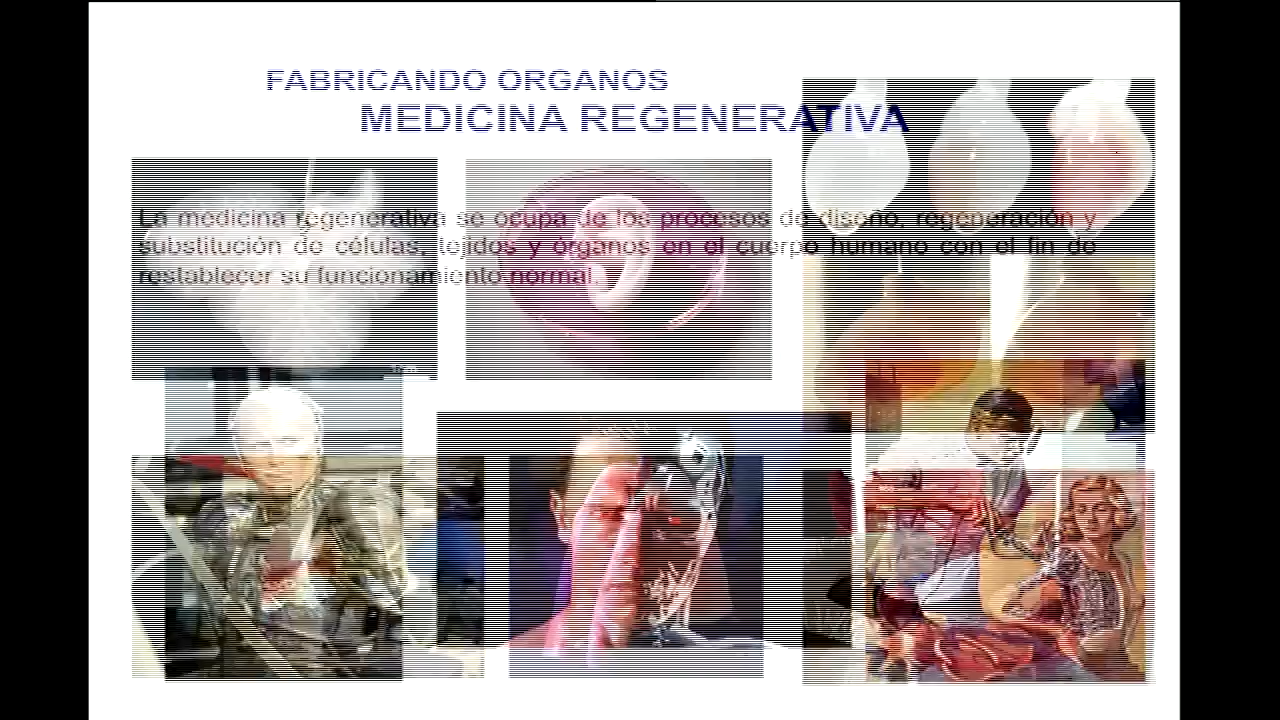 FABRICANDO ORGANOS
MEDICINA REGENERATIVA
La medicina regenerativa se ocupa de los procesos de diseño, regeneración y
substitución de células, tejidos y órganos en el cuerpo humano con el fin de
restablecer su funcionamiento normal.